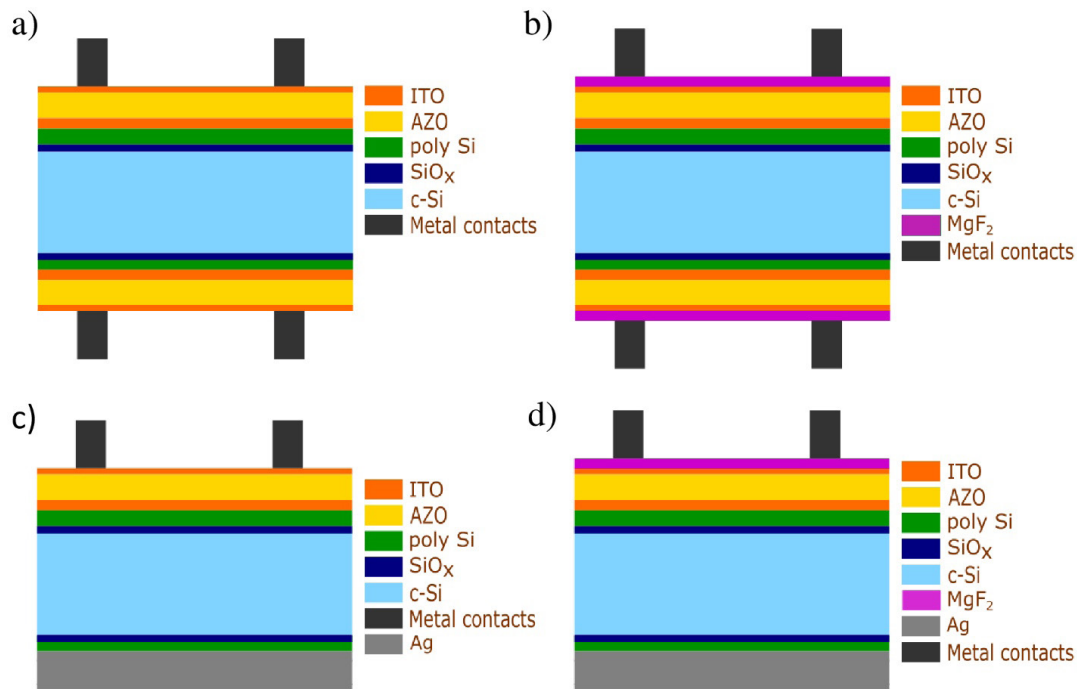 a)
ITO
AZO
poly Si
SiOx
c-Si
Metal contacts
b)
ITO
AZO
poly Si
SiOx
c-Si
MgF2
Metal contacts
c)
ITO
AZO
poly Si
SiOx
c-Si
Metal contacts
Ag
d)
ITO
AZO
poly Si
SiOx
c-Si
MgF2
Ag
Metal contacts